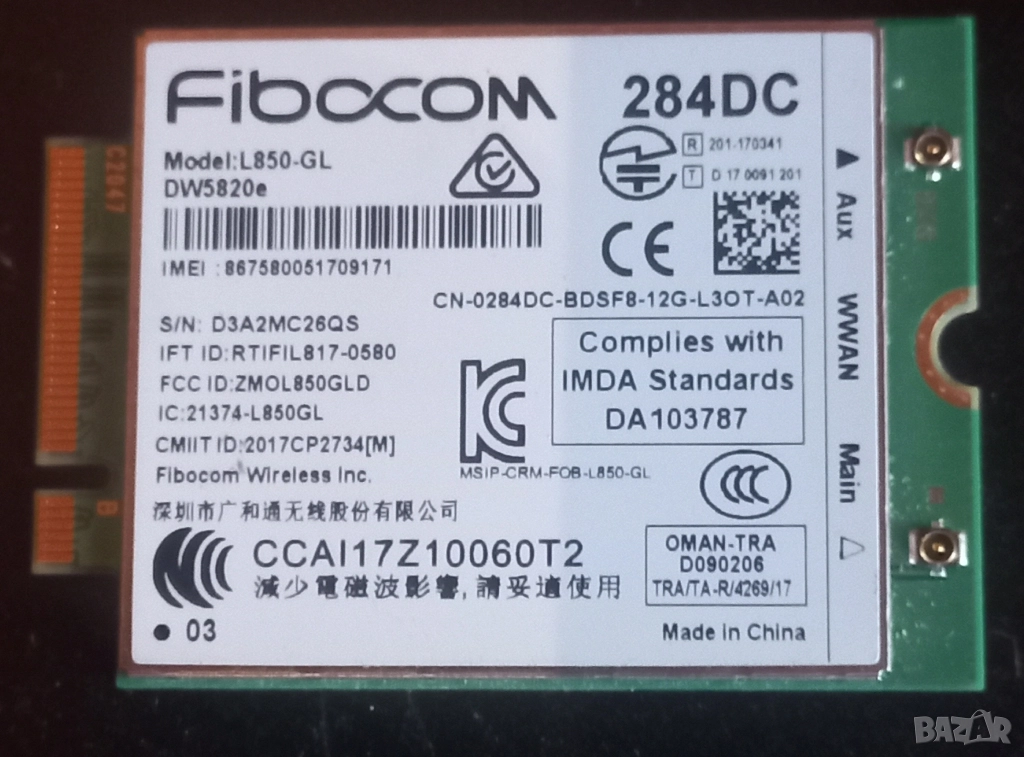 Fibocom
284DC
Model:L850-GL
DW5820e
R 201-170341
T D 17 0091 201
CE
IMEI : 867580051709171
CN-0284DC-BDSF8-12G-L3OT-A02
S/N: D3A2MC26QS
IFT ID:RTIFIL817-0580
FCC ID:ZMOL850GLD
IC:21374-L850GL
CMIIT ID:2017CP2734[M]
Fibocom Wireless Inc.
Complies with
IMDA Standards
DA103787
MSIP-CRM-FOB-L850-GL
深圳市广和通无线股份有限公司
CCAI17Z10060T2
減少電磁波影響,請妥適使用
OMAN-TRA
D090206
TRA/TA-R/4269/17
● 03
Made in China
▲ Aux WWAN Main △
B
BAZAR